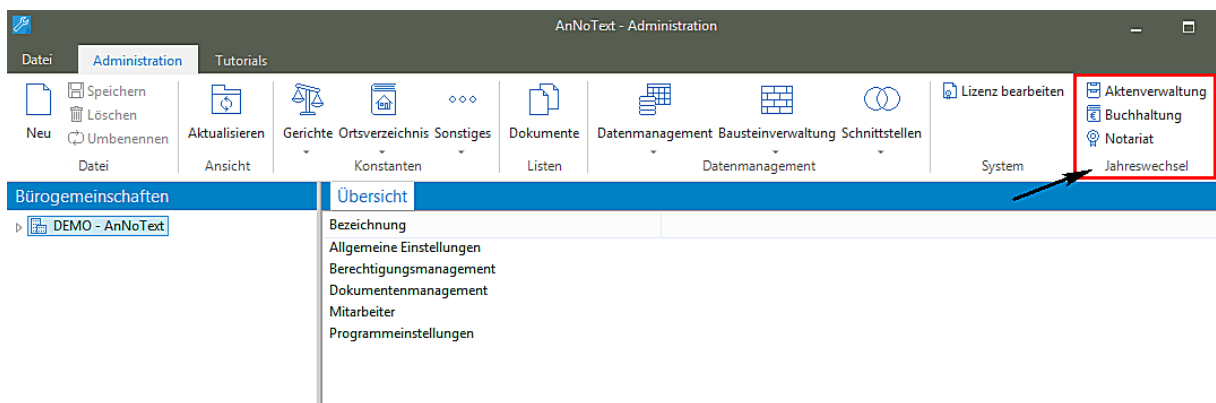 AnNoText - Administration
Datei Administration Tutorials
Neu
Speichern
Löschen
Umbenennen
Datei
Aktualisieren
Ansicht
Gerichte Ortsverzeichnis Sonstiges
Konstanten
Dokumente
Listen
Datenmanagement Bausteinverwaltung Schnittstellen
Datenmanagement
Lizenz bearbeiten
System
Aktenverwaltung
Buchhaltung
Notariat
Jahreswechsel
Bürogemeinschaften
DEMO - AnNoText
Übersicht
Bezeichnung
Allgemeine Einstellungen
Berechtigungsmanagement
Dokumentenmanagement
Mitarbeiter
Programmeinstellungen